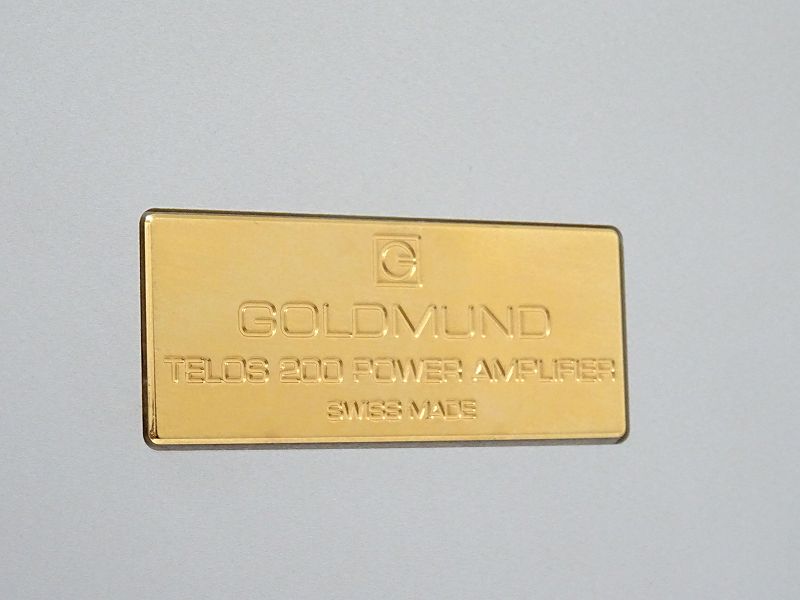 G
GOLDMUND
TELOS 200 POWER AMPLIFIER
SWISS MADE